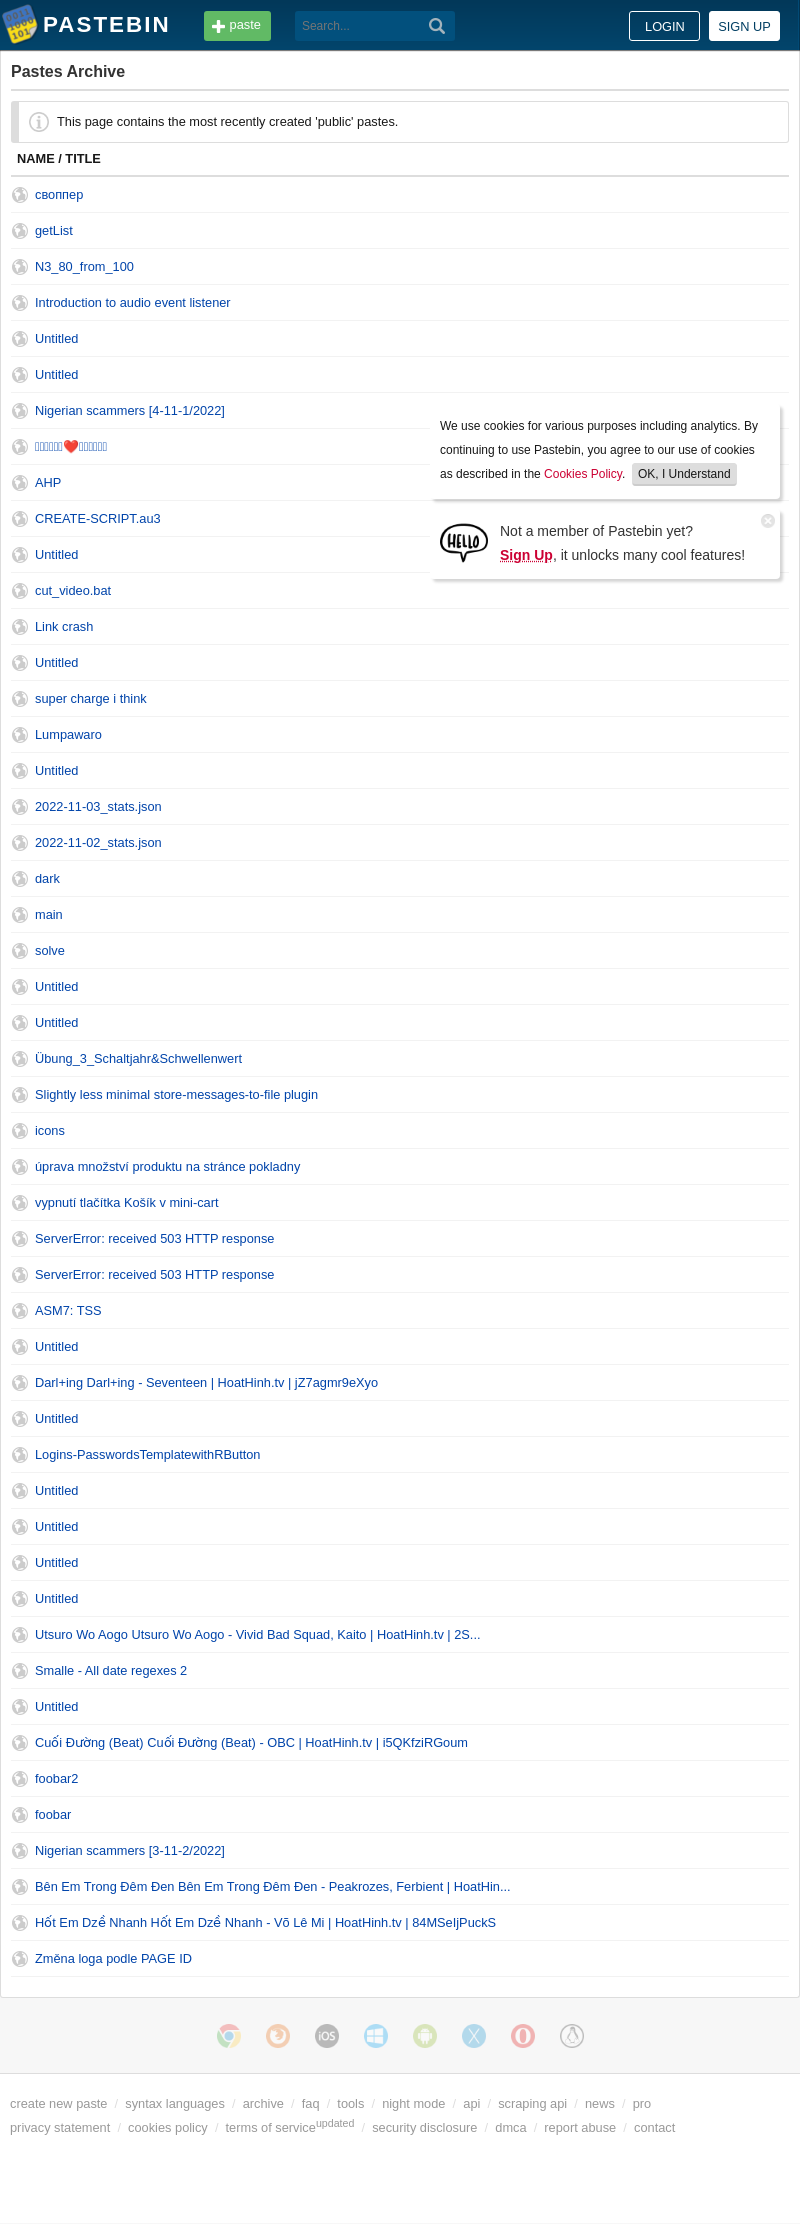 PASTEBIN paste Search... LOGIN SIGN UP
Pastes Archive
This page contains the most recently created 'public' pastes.
NAME / TITLE
своппер
getList
N3_80_from_100
Introduction to audio event listener
Untitled
Untitled
Nigerian scammers [4-11-1/2022]
❤️
AHP
CREATE-SCRIPT.au3
Untitled
We use cookies for various purposes including analytics. By
continuing to use Pastebin, you agree to our use of cookies
as described in the Cookies Policy. OK, I Understand
HELLO
Not a member of Pastebin yet?
Sign Up, it unlocks many cool features!
cut_video.bat
Link crash
Untitled
super charge i think
Lumpawaro
Untitled
2022-11-03_stats.json
2022-11-02_stats.json
dark
main
solve
Untitled
Untitled
Übung_3_Schaltjahr&Schwellenwert
Slightly less minimal store-messages-to-file plugin
icons
úprava množství produktu na stránce pokladny
vypnutí tlačítka Košík v mini-cart
ServerError: received 503 HTTP response
ServerError: received 503 HTTP response
ASM7: TSS
Untitled
Darl+ing Darl+ing - Seventeen | HoatHinh.tv | jZ7agmr9eXyo
Untitled
Logins-PasswordsTemplatewithRButton
Untitled
Untitled
Untitled
Untitled
Utsuro Wo Aogo Utsuro Wo Aogo - Vivid Bad Squad, Kaito | HoatHinh.tv | 2S...
Smalle - All date regexes 2
Untitled
Cuối Đường (Beat) Cuối Đường (Beat) - OBC | HoatHinh.tv | i5QKfziRGoum
foobar2
foobar
Nigerian scammers [3-11-2/2022]
Bên Em Trong Đêm Đen Bên Em Trong Đêm Đen - Peakrozes, Ferbient | HoatHin...
Hốt Em Dzề Nhanh Hốt Em Dzề Nhanh - Võ Lê Mi | HoatHinh.tv | 84MSeIjPuckS
Změna loga podle PAGE ID
iOS
create new paste / syntax languages / archive / faq / tools / night mode / api / scraping api / news / pro
privacy statement / cookies policy / terms of service updated / security disclosure / dmca / report abuse / contact